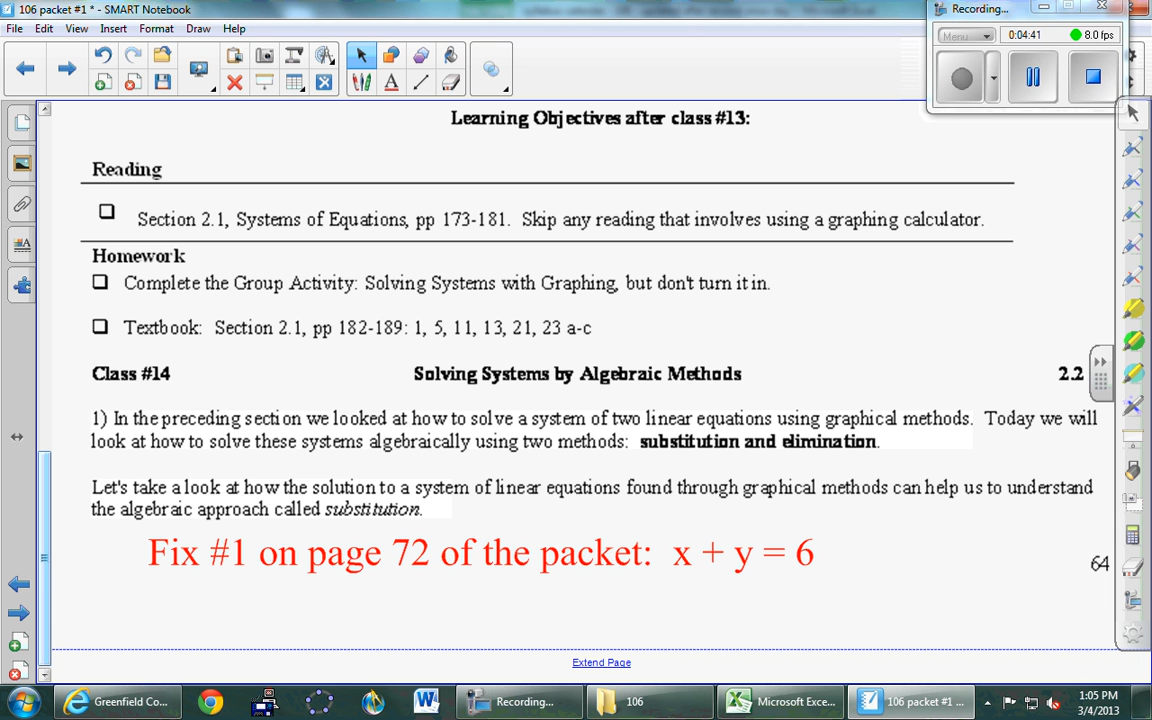 106 packet #1 * - SMART Notebook
Recording...
File Edit View Insert Format Draw Help
Menu 0:04:41 8.0 fps
Learning Objectives after class #13:
Reading
Section 2.1, Systems of Equations, pp 173-181. Skip any reading that involves using a graphing calculator.
Homework
Complete the Group Activity: Solving Systems with Graphing, but don't turn it in.
Textbook: Section 2.1, pp 182-189: 1, 5, 11, 13, 21, 23 a-c
Class #14 Solving Systems by Algebraic Methods 2.2
1) In the preceding section we looked at how to solve a system of two linear equations using graphical methods. Today we will
look at how to solve these systems algebraically using two methods: substitution and elimination.
Let's take a look at how the solution to a system of linear equations found through graphical methods can help us to understand
the algebraic approach called substitution.
Fix #1 on page 72 of the packet: x + y = 6
64
Extend Page
Greenfield Co... Recording... 106 Microsoft Exce... 106 packet #1 ... 1:05 PM
3/4/2013